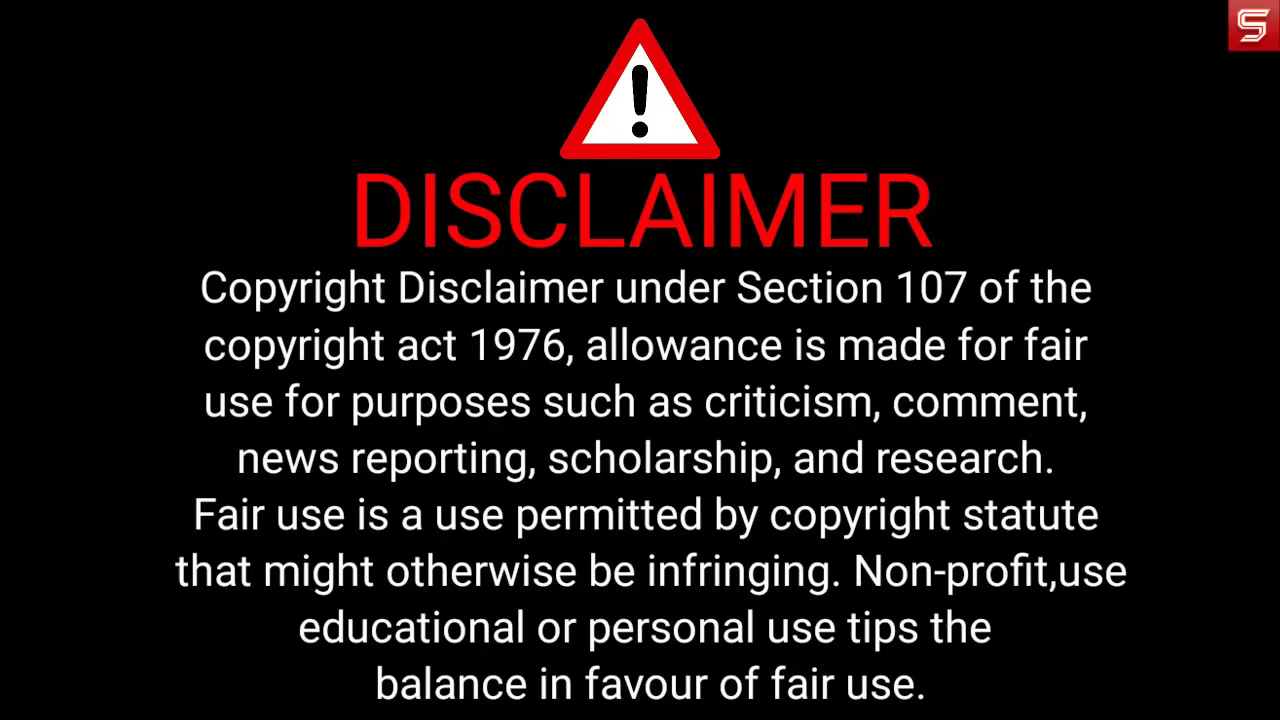 S
!
DISCLAIMER
Copyright Disclaimer under Section 107 of the
copyright act 1976, allowance is made for fair
use for purposes such as criticism, comment,
news reporting, scholarship, and research.
Fair use is a use permitted by copyright statute
that might otherwise be infringing. Non-profit,use
educational or personal use tips the
balance in favour of fair use.